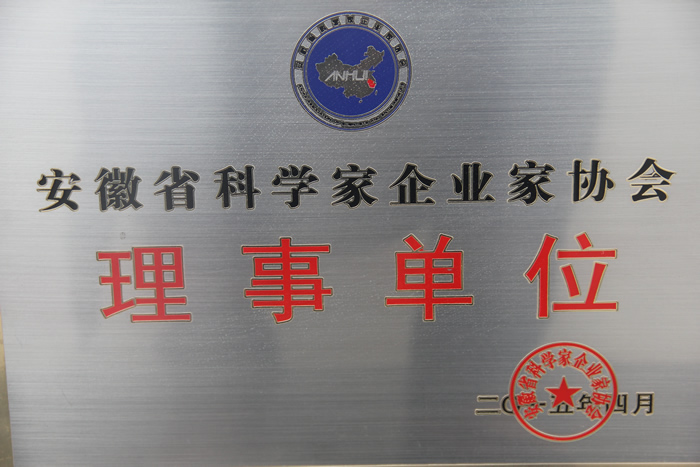 ANHUI
安徽省科学家企业家协会
理事单位
二〇一五年四月
安徽省科学家企业家协会